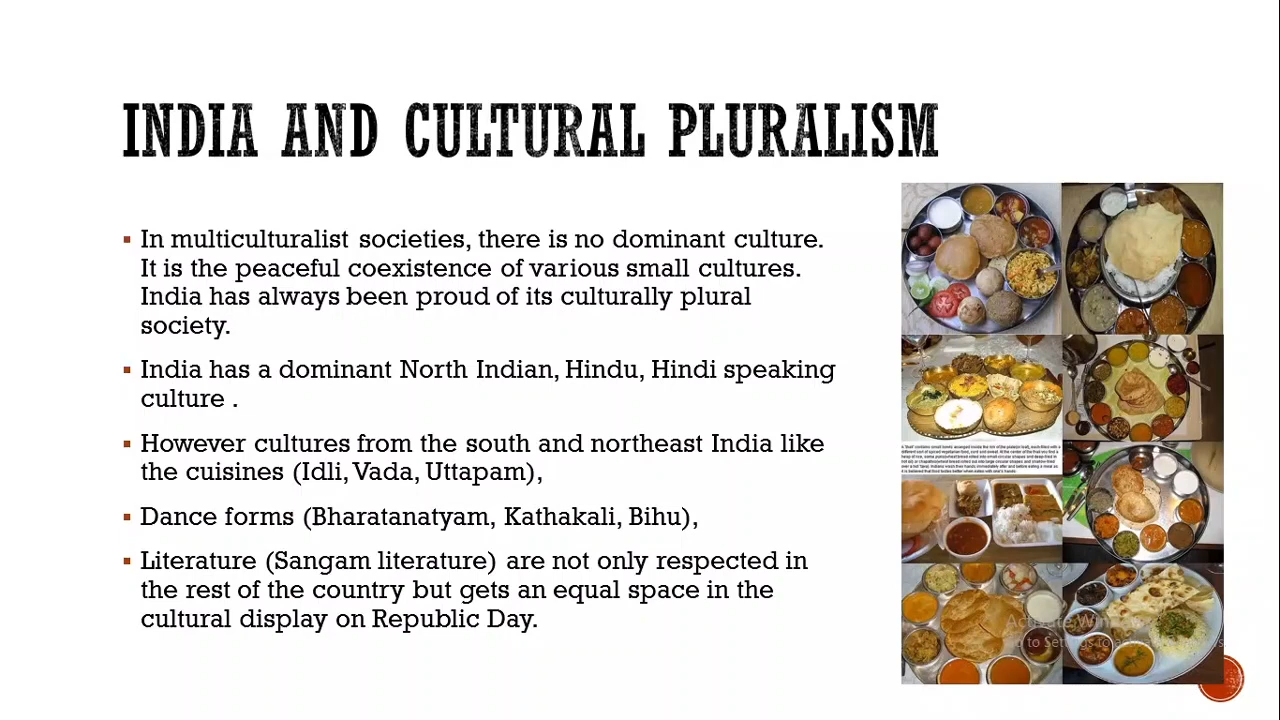 INDIA AND CULTURAL PLURALISM
In multiculturalist societies, there is no dominant culture.
It is the peaceful coexistence of various small cultures.
India has always been proud of its culturally plural
society.
India has a dominant North Indian, Hindu, Hindi speaking
culture .
However cultures from the south and northeast India like
the cuisines (Idli, Vada, Uttapam),
Dance forms (Bharatanatyam, Kathakali, Bihu),
Literature (Sangam literature) are not only respected in
the rest of the country but gets an equal space in the
cultural display on Republic Day.
Activate Windows